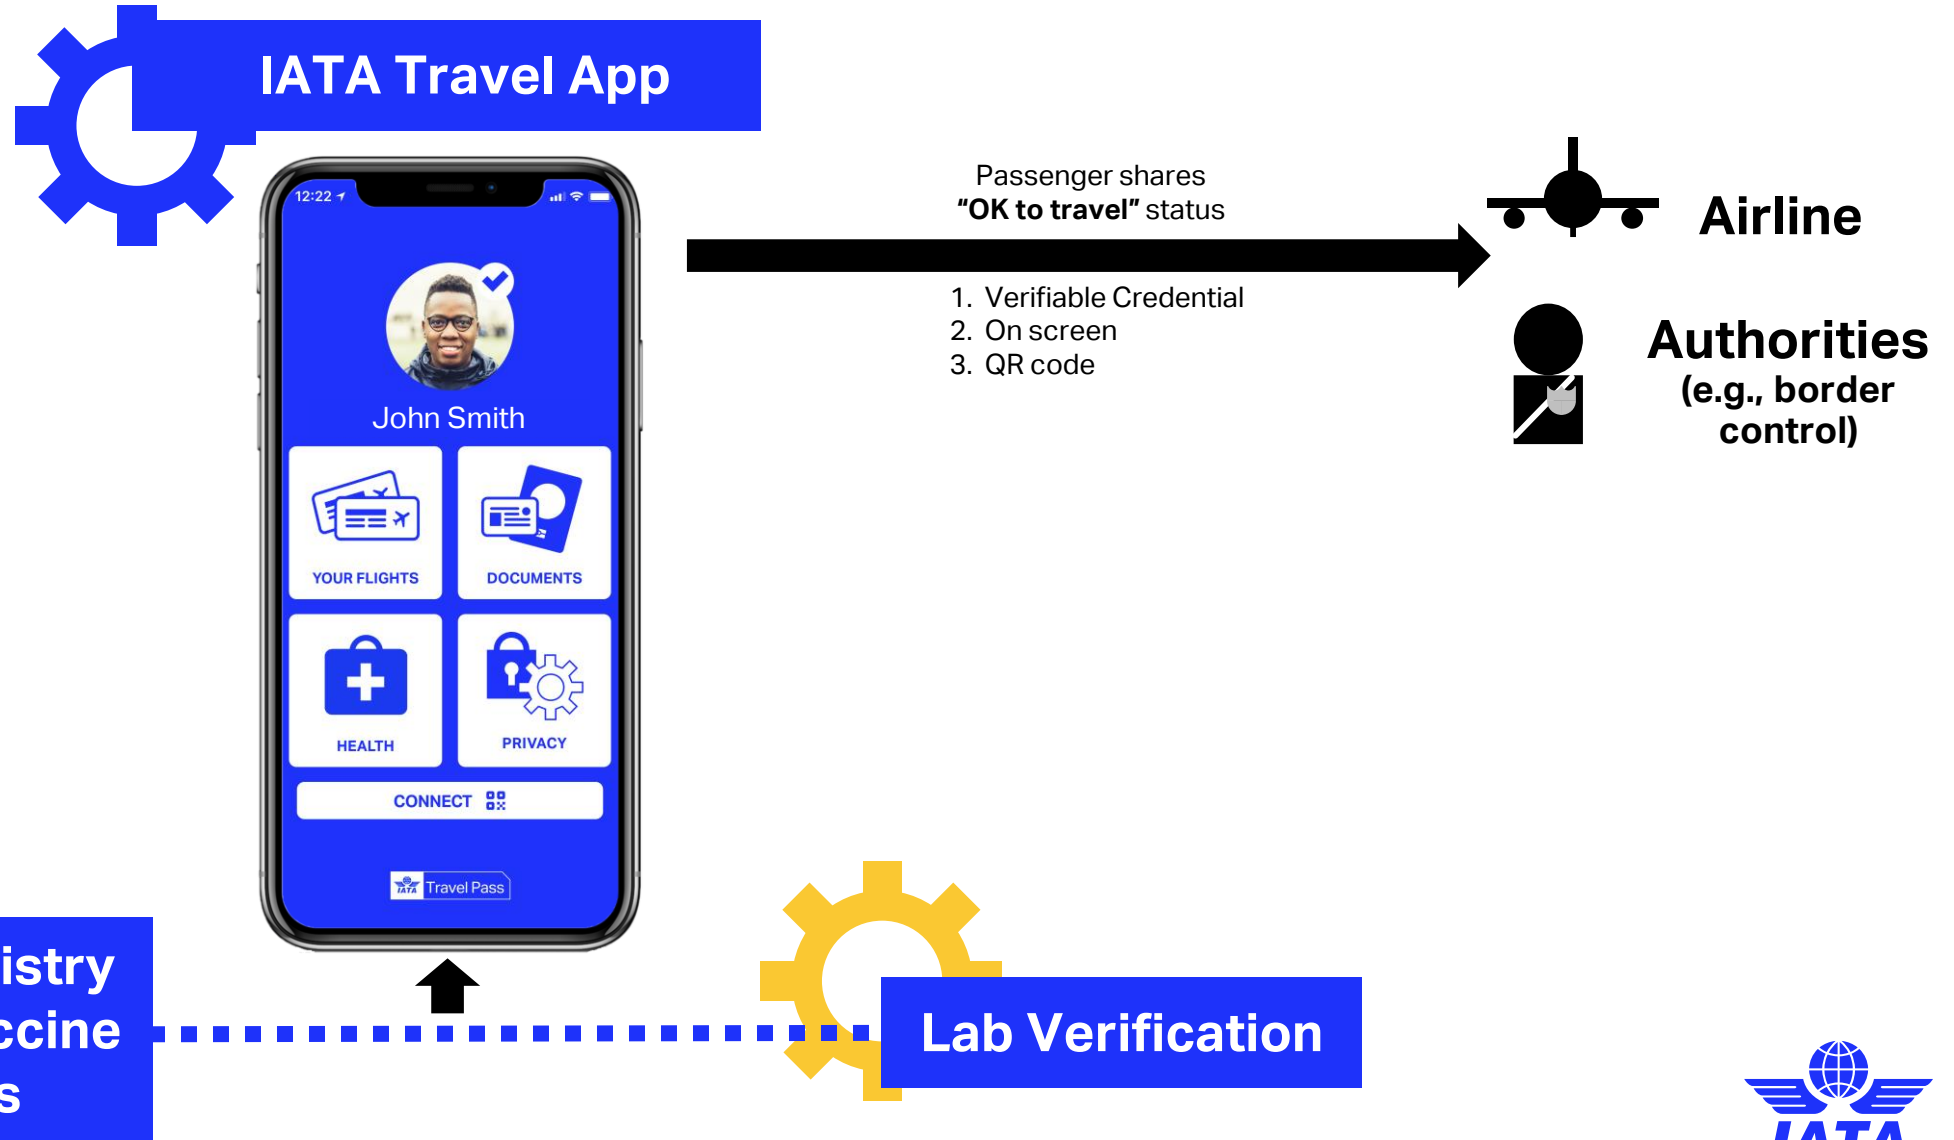 IATA Travel App
12:22
John Smith
YOUR FLIGHTS
DOCUMENTS
HEALTH
PRIVACY
CONNECT
IATA Travel Pass
Passenger shares
“OK to travel” status
1. Verifiable Credential
2. On screen
3. QR code
Airline
Authorities
(e.g., border
control)
istry
ccine
s
Lab Verification
IATA